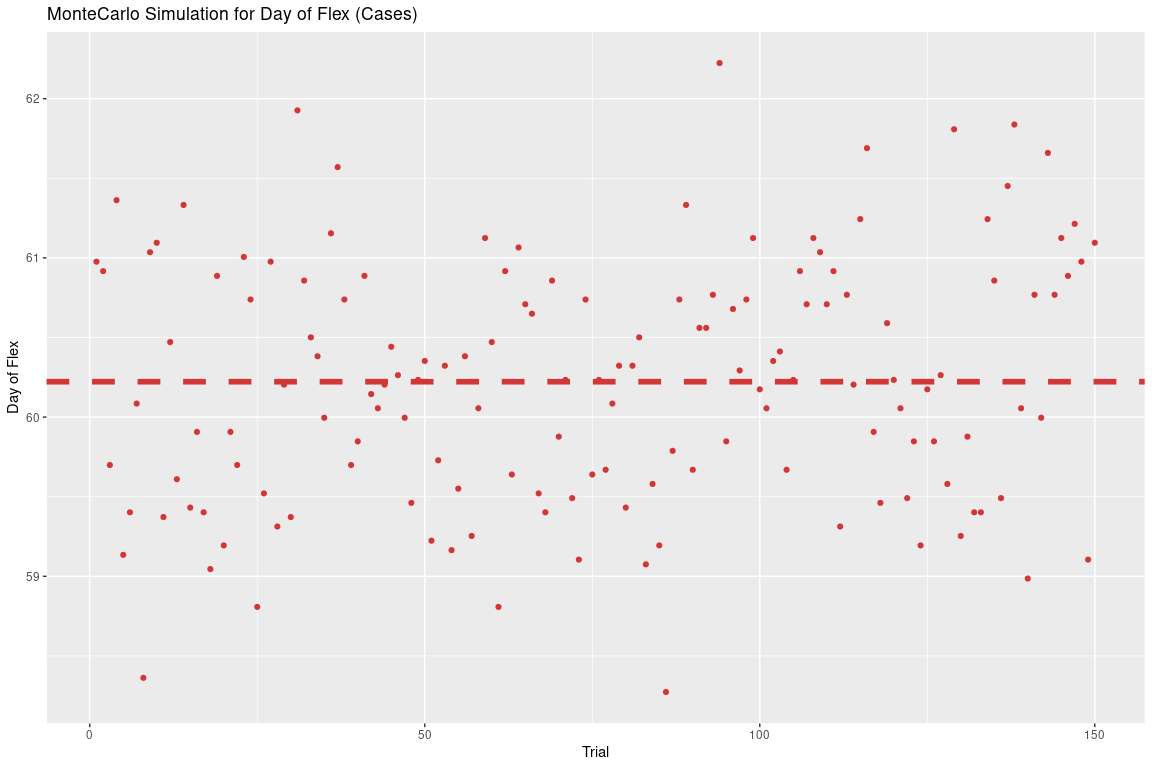 MonteCarlo Simulation for Day of Flex (Cases)
Day of Flex
62
61
60
59
0 50 100 150
Trial